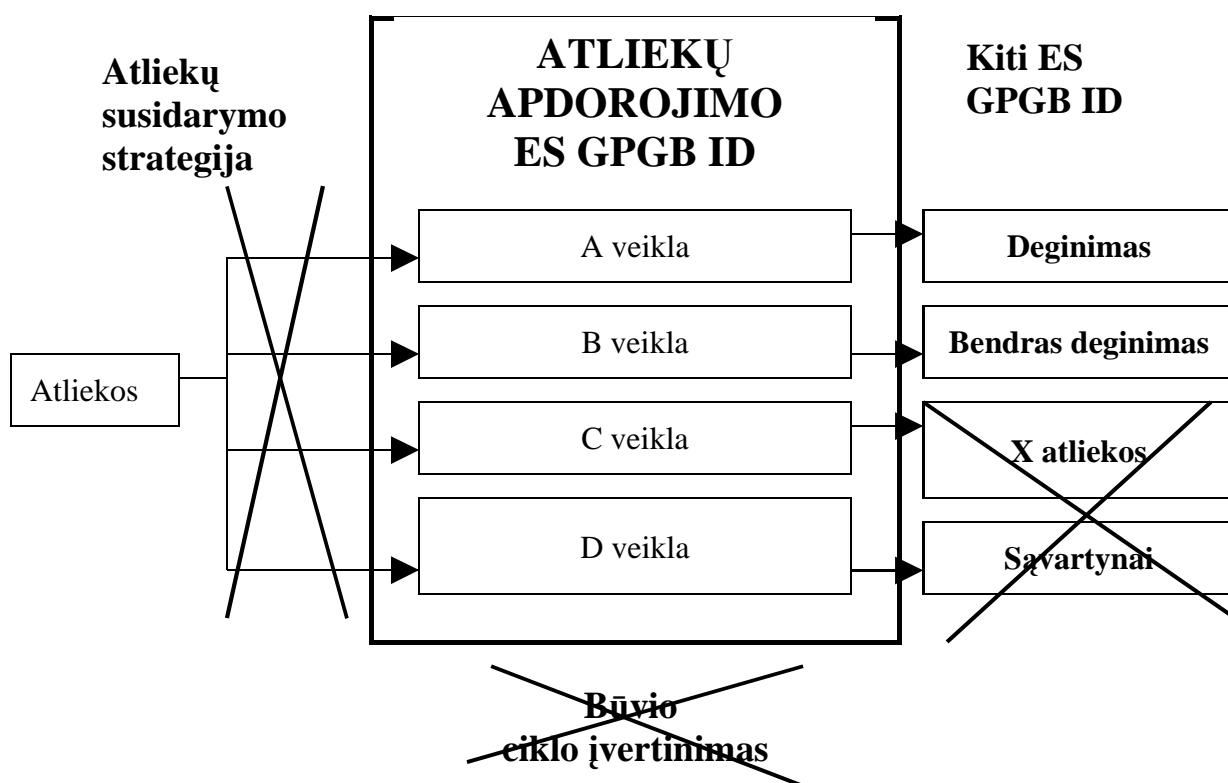 Atliekų
susidarymo
strategija
ATLIEKŲ
APDOROJIMO
ES GPGB ID
Kiti ES
GPGB ID
Atliekos
A veikla
B veikla
C veikla
D veikla
Deginimas
Bendras deginimas
X atliekos
Sąvartynai
Būvio
ciklo įvertinimas